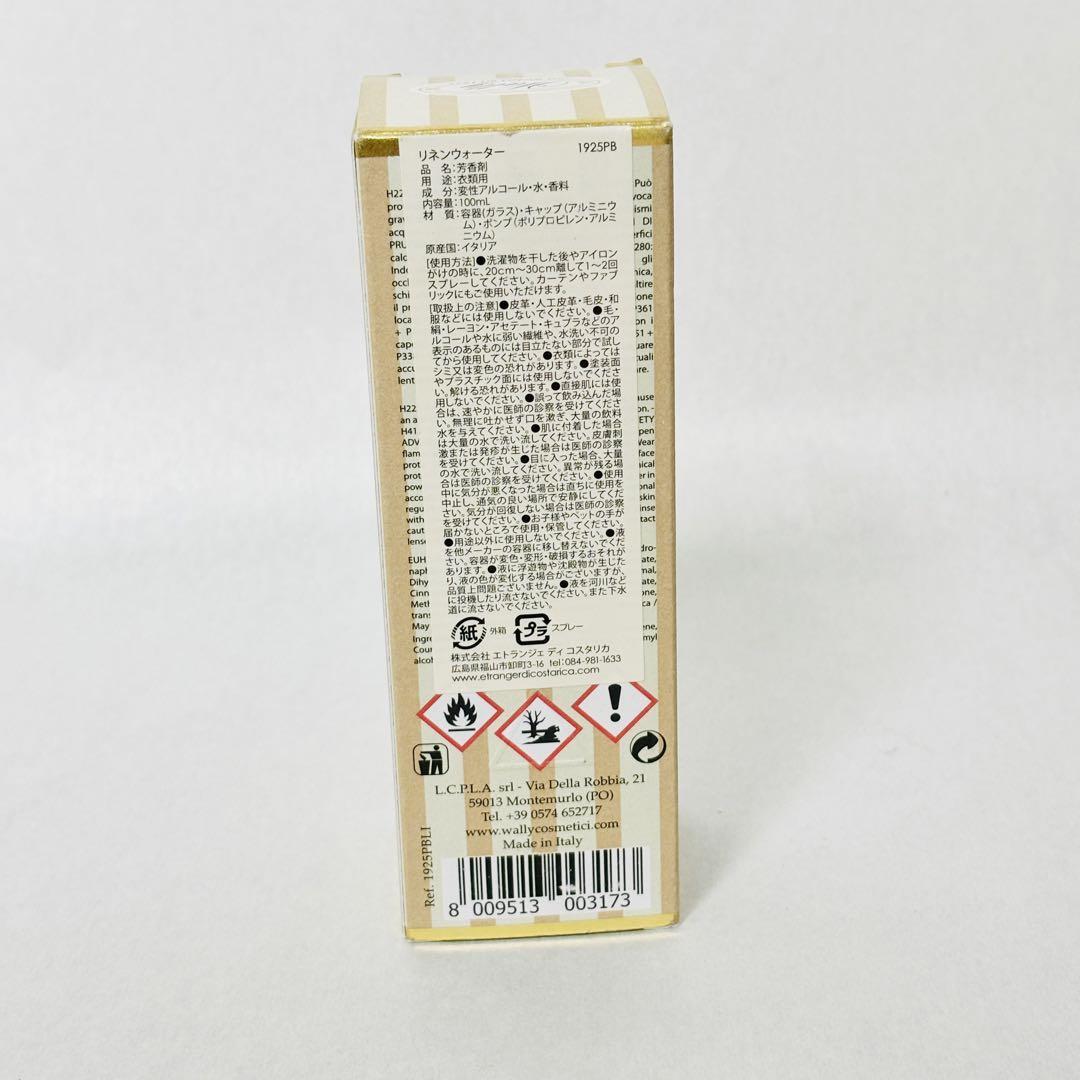 リネンウォーター 1925PB
品 名:芳香剤
用 途:衣類用
成 分:変性アルコール・水・香料
内容量:100mL
材 質:容器(ガラス)・キャップ(アルミニウ
ム)・ポンプ(ポリプロピレン・アルミ
ニウム)
原産国:イタリア
[使用方法]●洗濯物を干した後やアイロン
がけの時に、20cm〜30cm離して1〜2回
スプレーしてください。カーテンやファブ
リックにもご使用いただけます。
[取扱上の注意]●皮革・人工皮革・毛皮・和
服などには使用しないでください。●毛・
絹・レーヨン・アセテート・キュプラなどのア
ルコールや水に弱い繊維や、水洗い不可の
表示のあるものには目立たない部分で試し
てから使用してください。●衣類によっては
シミ又は変色の恐れがあります。●塗装面
やプラスチック面には使用しないでくださ
い。解ける恐れがあります。●直接肌には使
用しないでください。●誤って飲み込んだ場
合は、速やかに医師の診察を受けてくださ
い。無理に吐かせず口を漱ぎ、大量の飲料
水を与えてください。●肌に付着した場合
は大量の水で洗い流してください。皮膚刺
激または発疹が生じた場合は医師の診察
を受けてください。●目に入った場合、大量
の水で洗い流してください。異常が残る場
合は医師の診察を受けてください。●使用
中に気分が悪くなった場合は直ちに使用を
中止し、通気の良い場所で安静にしてくだ
さい。気分が回復しない場合は医師の診察
を受けてください。●お子様やペットの手が
届かないところで使用・保管してください。
●用途以外に使用しないでください。●液
を他メーカーの容器に移し替えないでくだ
さい。容器が変色・変形・破損するおそれが
あります。●液に浮遊物や沈殿物が生じた
り、液の色が変化する場合がございますが、
品質上問題ございません。●液を河川など
に投機したり流さないでください。また下水
道に流さないでください。
紙 外箱 プラ スプレー
株式会社 エトランジェ ディ コスタリカ
広島県福山市卸町3-16 tel:084-981-1633
www.etrangerdicostarica.com
L.C.P.L.A. srl - Via Della Robbia, 21
59013 Montemurlo (PO)
Tel. +39 0574 652717
www.wallycosmetici.com
Made in Italy
Ref. 1925PBLI
8 009513 003173